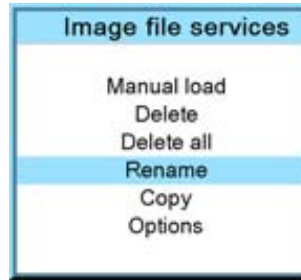 Image file services
Manual load
Delete
Delete all
Rename
Copy
Options